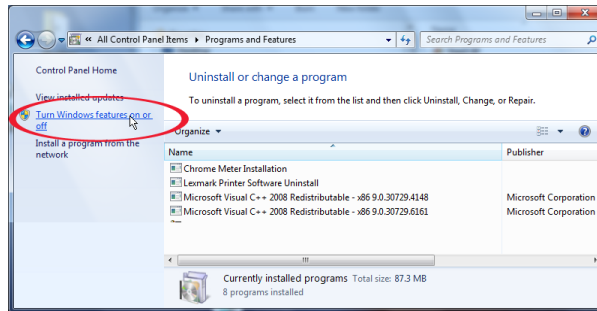 « All Control Panel Items ▸ Programs and Features
Search Programs and Features
Control Panel Home
View installed updates
Turn Windows features on or
off
Install a program from the
network
Uninstall or change a program
To uninstall a program, select it from the list and then click Uninstall, Change, or Repair.
Organize
Name
Publisher
Chrome Meter Installation
Lexmark Printer Software Uninstall
Microsoft Visual C++ 2008 Redistributable - x86 9.0.30729.4148 Microsoft Corporation
Microsoft Visual C++ 2008 Redistributable - x86 9.0.30729.6161 Microsoft Corporation
Currently installed programs Total size: 87.3 MB
8 programs installed